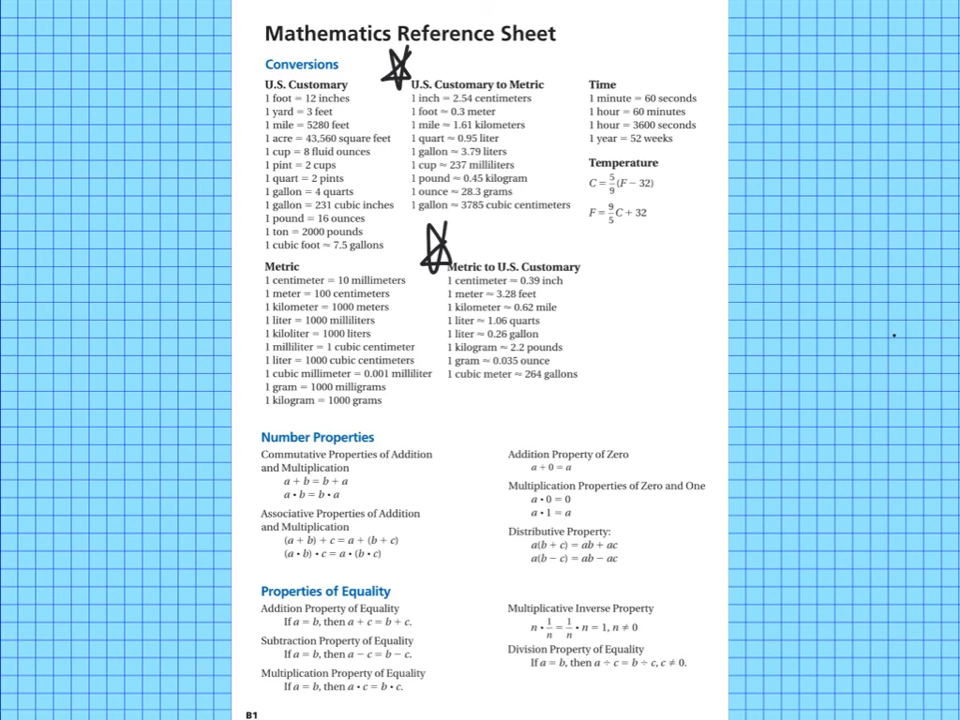 Mathematics Reference Sheet
Conversions
U.S. Customary
1 foot = 12 inches
1 yard = 3 feet
1 mile = 5280 feet
1 acre = 43,560 square feet
1 cup = 8 fluid ounces
1 pint = 2 cups
1 quart = 2 pints
1 gallon = 4 quarts
1 gallon = 231 cubic inches
1 pound = 16 ounces
1 ton = 2000 pounds
1 cubic foot ≈ 7.5 gallons
U.S. Customary to Metric
1 inch = 2.54 centimeters
1 foot ≈ 0.3 meter
1 mile ≈ 1.61 kilometers
1 quart ≈ 0.95 liter
1 gallon ≈ 3.79 liters
1 cup ≈ 237 milliliters
1 pound ≈ 0.45 kilogram
1 ounce ≈ 28.3 grams
1 gallon ≈ 3785 cubic centimeters
Time
1 minute = 60 seconds
1 hour = 60 minutes
1 hour = 3600 seconds
1 year = 52 weeks
Temperature
C = 5/9 (F − 32)
F = 9/5 C + 32
Metric
1 centimeter = 10 millimeters
1 meter = 100 centimeters
1 kilometer = 1000 meters
1 liter = 1000 milliliters
1 kiloliter = 1000 liters
1 milliliter = 1 cubic centimeter
1 liter = 1000 cubic centimeters
1 cubic millimeter = 0.001 milliliter
1 gram = 1000 milligrams
1 kilogram = 1000 grams
Metric to U.S. Customary
1 centimeter ≈ 0.39 inch
1 meter ≈ 3.28 feet
1 kilometer ≈ 0.62 mile
1 liter ≈ 1.06 quarts
1 liter ≈ 0.26 gallon
1 kilogram ≈ 2.2 pounds
1 gram ≈ 0.035 ounce
1 cubic meter ≈ 264 gallons
Number Properties
Commutative Properties of Addition
and Multiplication
a + b = b + a
a • b = b • a
Associative Properties of Addition
and Multiplication
(a + b) + c = a + (b + c)
(a • b) • c = a • (b • c)
Addition Property of Zero
a + 0 = a
Multiplication Properties of Zero and One
a • 0 = 0
a • 1 = a
Distributive Property:
a(b + c) = ab + ac
a(b − c) = ab − ac
Properties of Equality
Addition Property of Equality
If a = b, then a + c = b + c.
Subtraction Property of Equality
If a = b, then a − c = b − c.
Multiplication Property of Equality
If a = b, then a • c = b • c.
Multiplicative Inverse Property
n • 1/n = 1/n • n = 1, n ≠ 0
Division Property of Equality
If a = b, then a ÷ c = b ÷ c, c ≠ 0.
B1